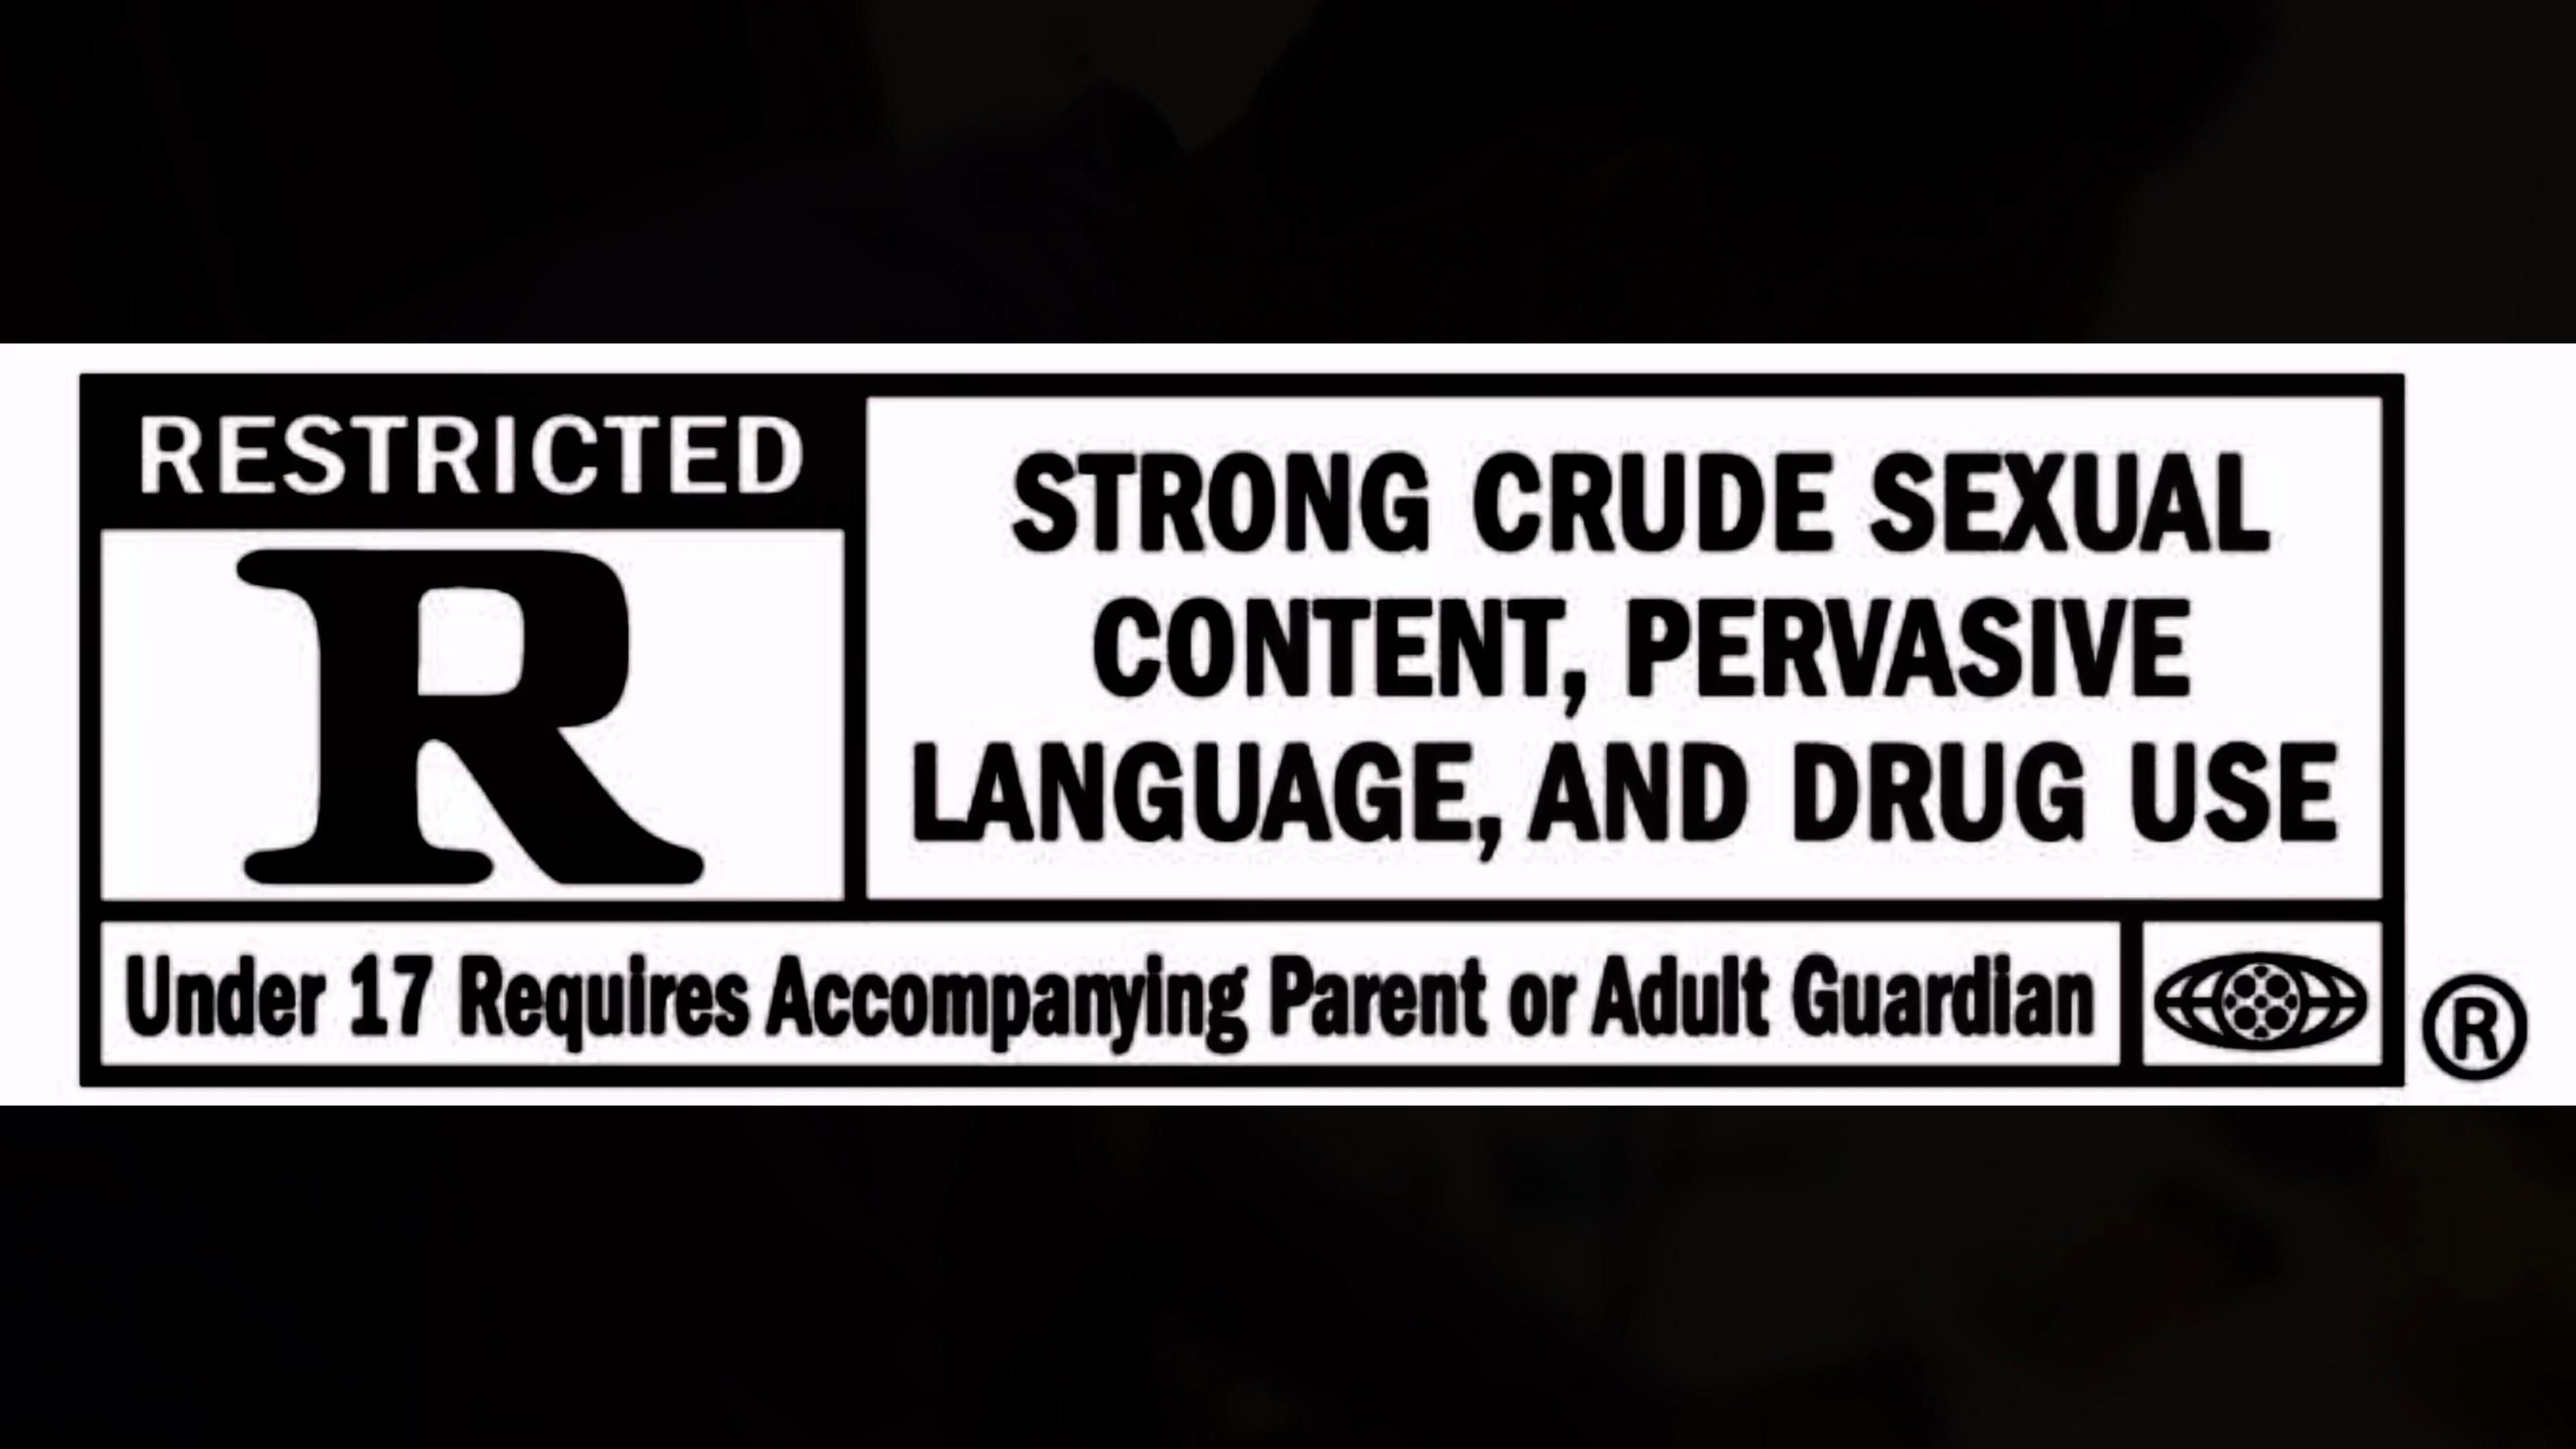 RESTRICTED
R
STRONG CRUDE SEXUAL
CONTENT, PERVASIVE
LANGUAGE, AND DRUG USE
Under 17 Requires Accompanying Parent or Adult Guardian
®